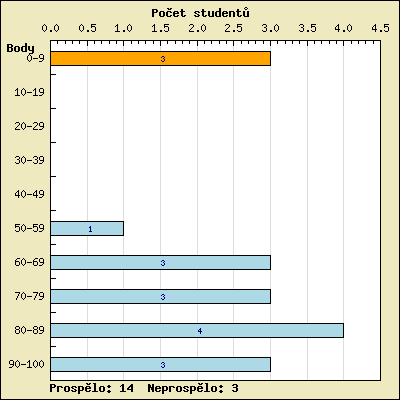 Počet studentů
0.0 0.5 1.0 1.5 2.0 2.5 3.0 3.5 4.0 4.5
Body
0-9 3
10-19
20-29
30-39
40-49
50-59 1
60-69 3
70-79 3
80-89 4
90-100 3
Prospělo: 14 Neprospělo: 3